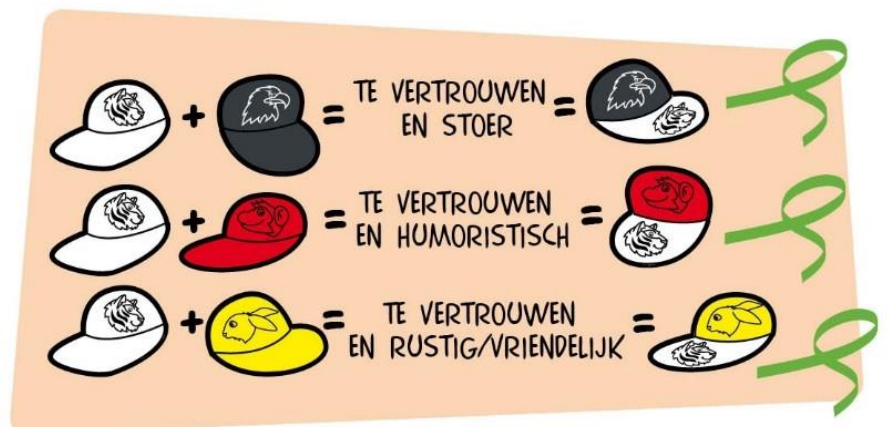 + = TE VERTROUWEN =
EN STOER
+ = TE VERTROUWEN =
EN HUMORISTISCH
+ = TE VERTROUWEN =
EN RUSTIG/VRIENDELIJK